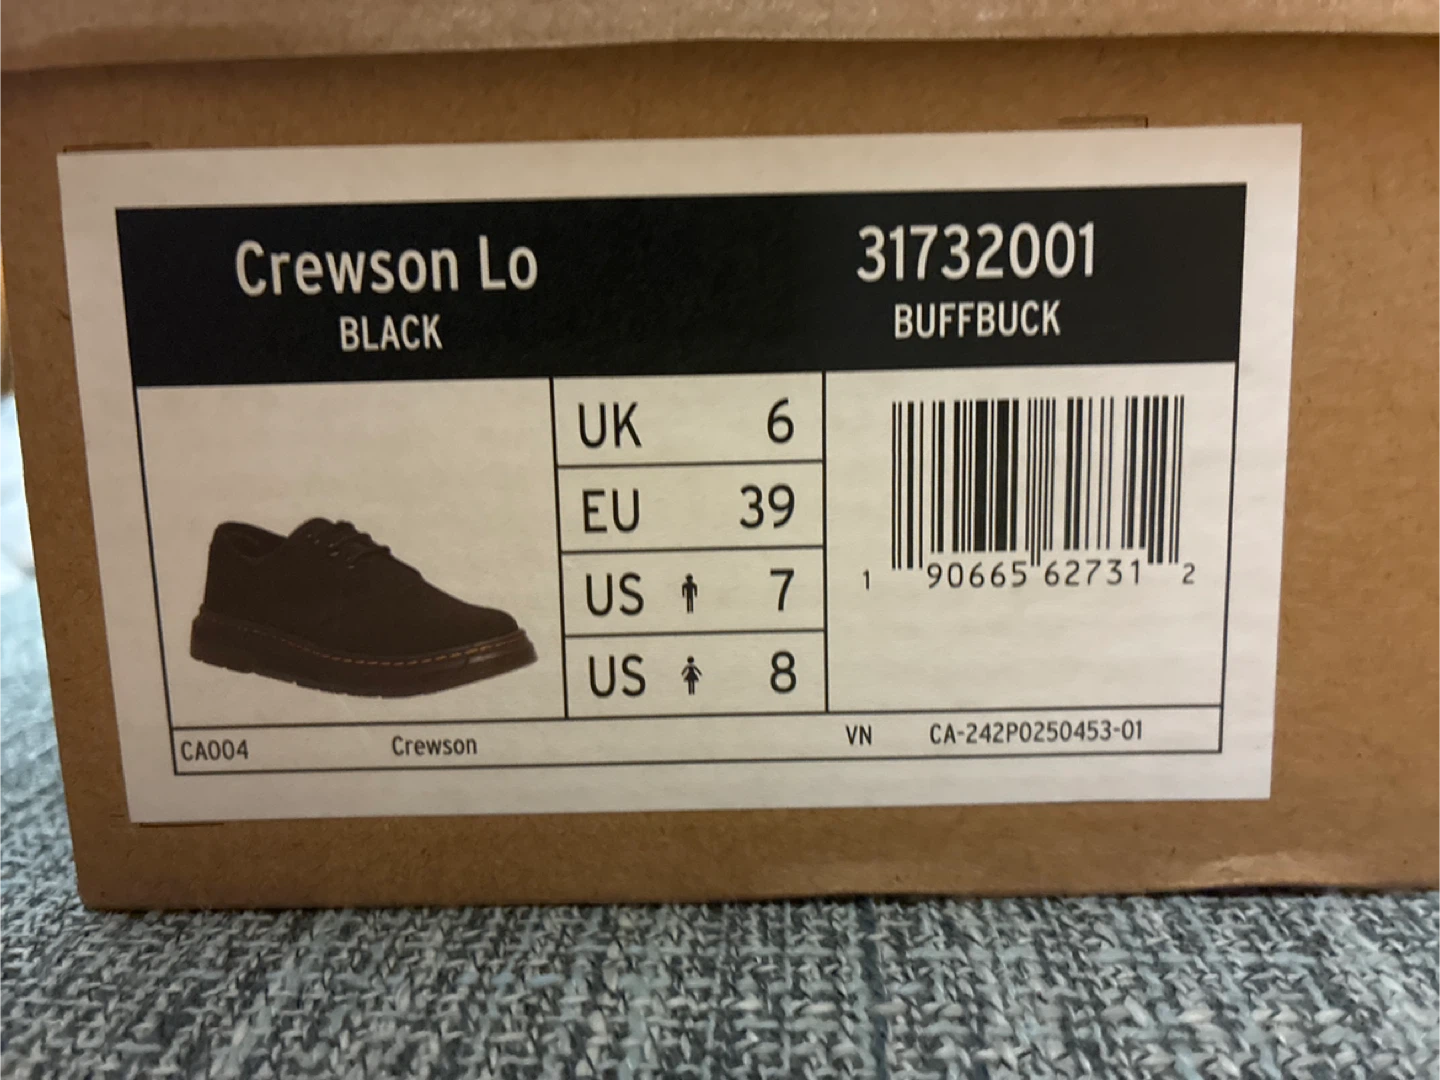 Crewson Lo 31732001
BLACK BUFFBUCK
UK 6
EU 39
US 7
US 8
1 90665 62731 2
CA004 Crewson VN CA-242P0250453-01